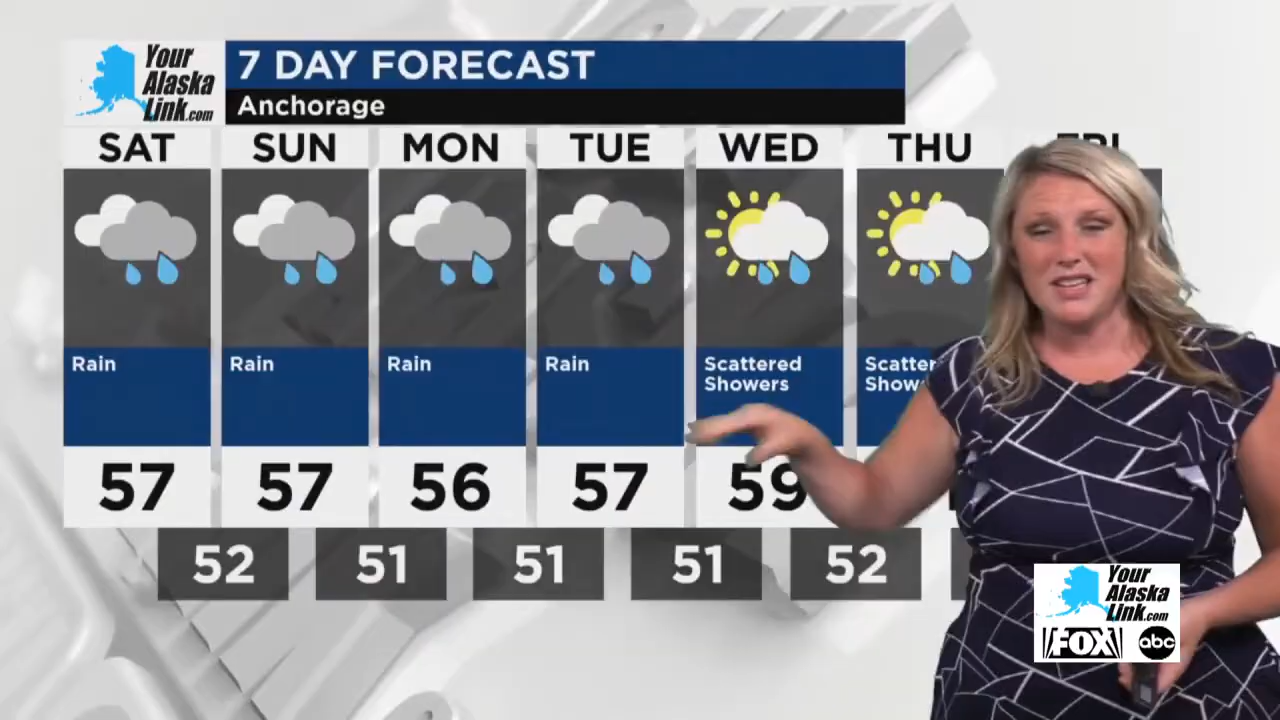 Your
Alaska
Link.com
7 DAY FORECAST
Anchorage
SAT SUN MON TUE WED THU FRI
Rain Rain Rain Rain Scattered
Showers
57 57 56 57 59
52 51 51 51 52
Your
Alaska
Link.com
FOX abc